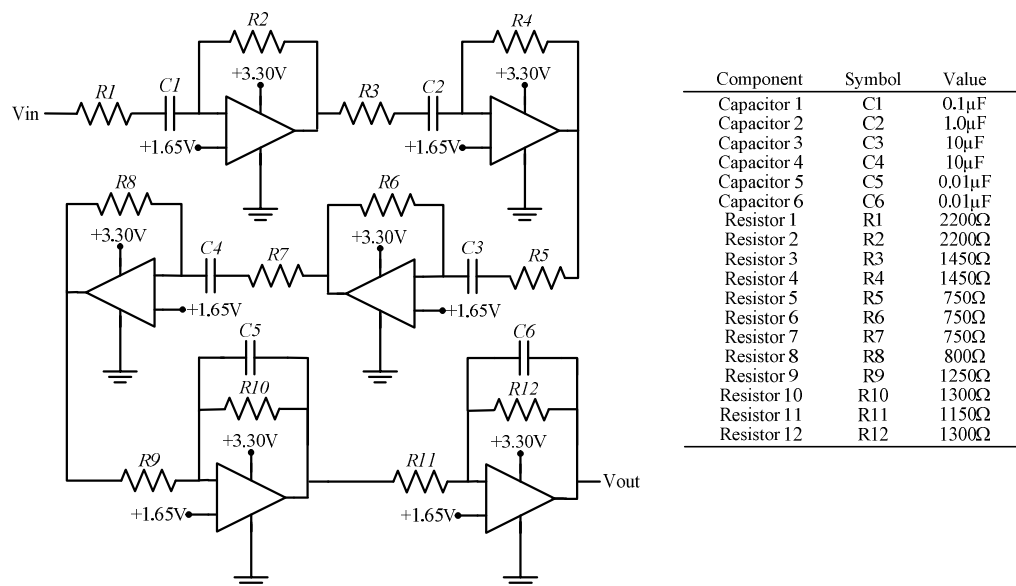 R2
R4
+3.30V
+3.30V
R1
C1
R3
C2
Vin
+1.65V
+1.65V
R8
R6
+3.30V
+3.30V
C4
R7
C3
R5
+1.65V
+1.65V
C5
C6
R10
R12
+3.30V
+3.30V
R9
R11
Vout
+1.65V
+1.65V
Component Symbol Value
Capacitor 1 C1 0.1µF
Capacitor 2 C2 1.0µF
Capacitor 3 C3 10µF
Capacitor 4 C4 10µF
Capacitor 5 C5 0.01µF
Capacitor 6 C6 0.01µF
Resistor 1 R1 2200Ω
Resistor 2 R2 2200Ω
Resistor 3 R3 1450Ω
Resistor 4 R4 1450Ω
Resistor 5 R5 750Ω
Resistor 6 R6 750Ω
Resistor 7 R7 750Ω
Resistor 8 R8 800Ω
Resistor 9 R9 1250Ω
Resistor 10 R10 1300Ω
Resistor 11 R11 1150Ω
Resistor 12 R12 1300Ω